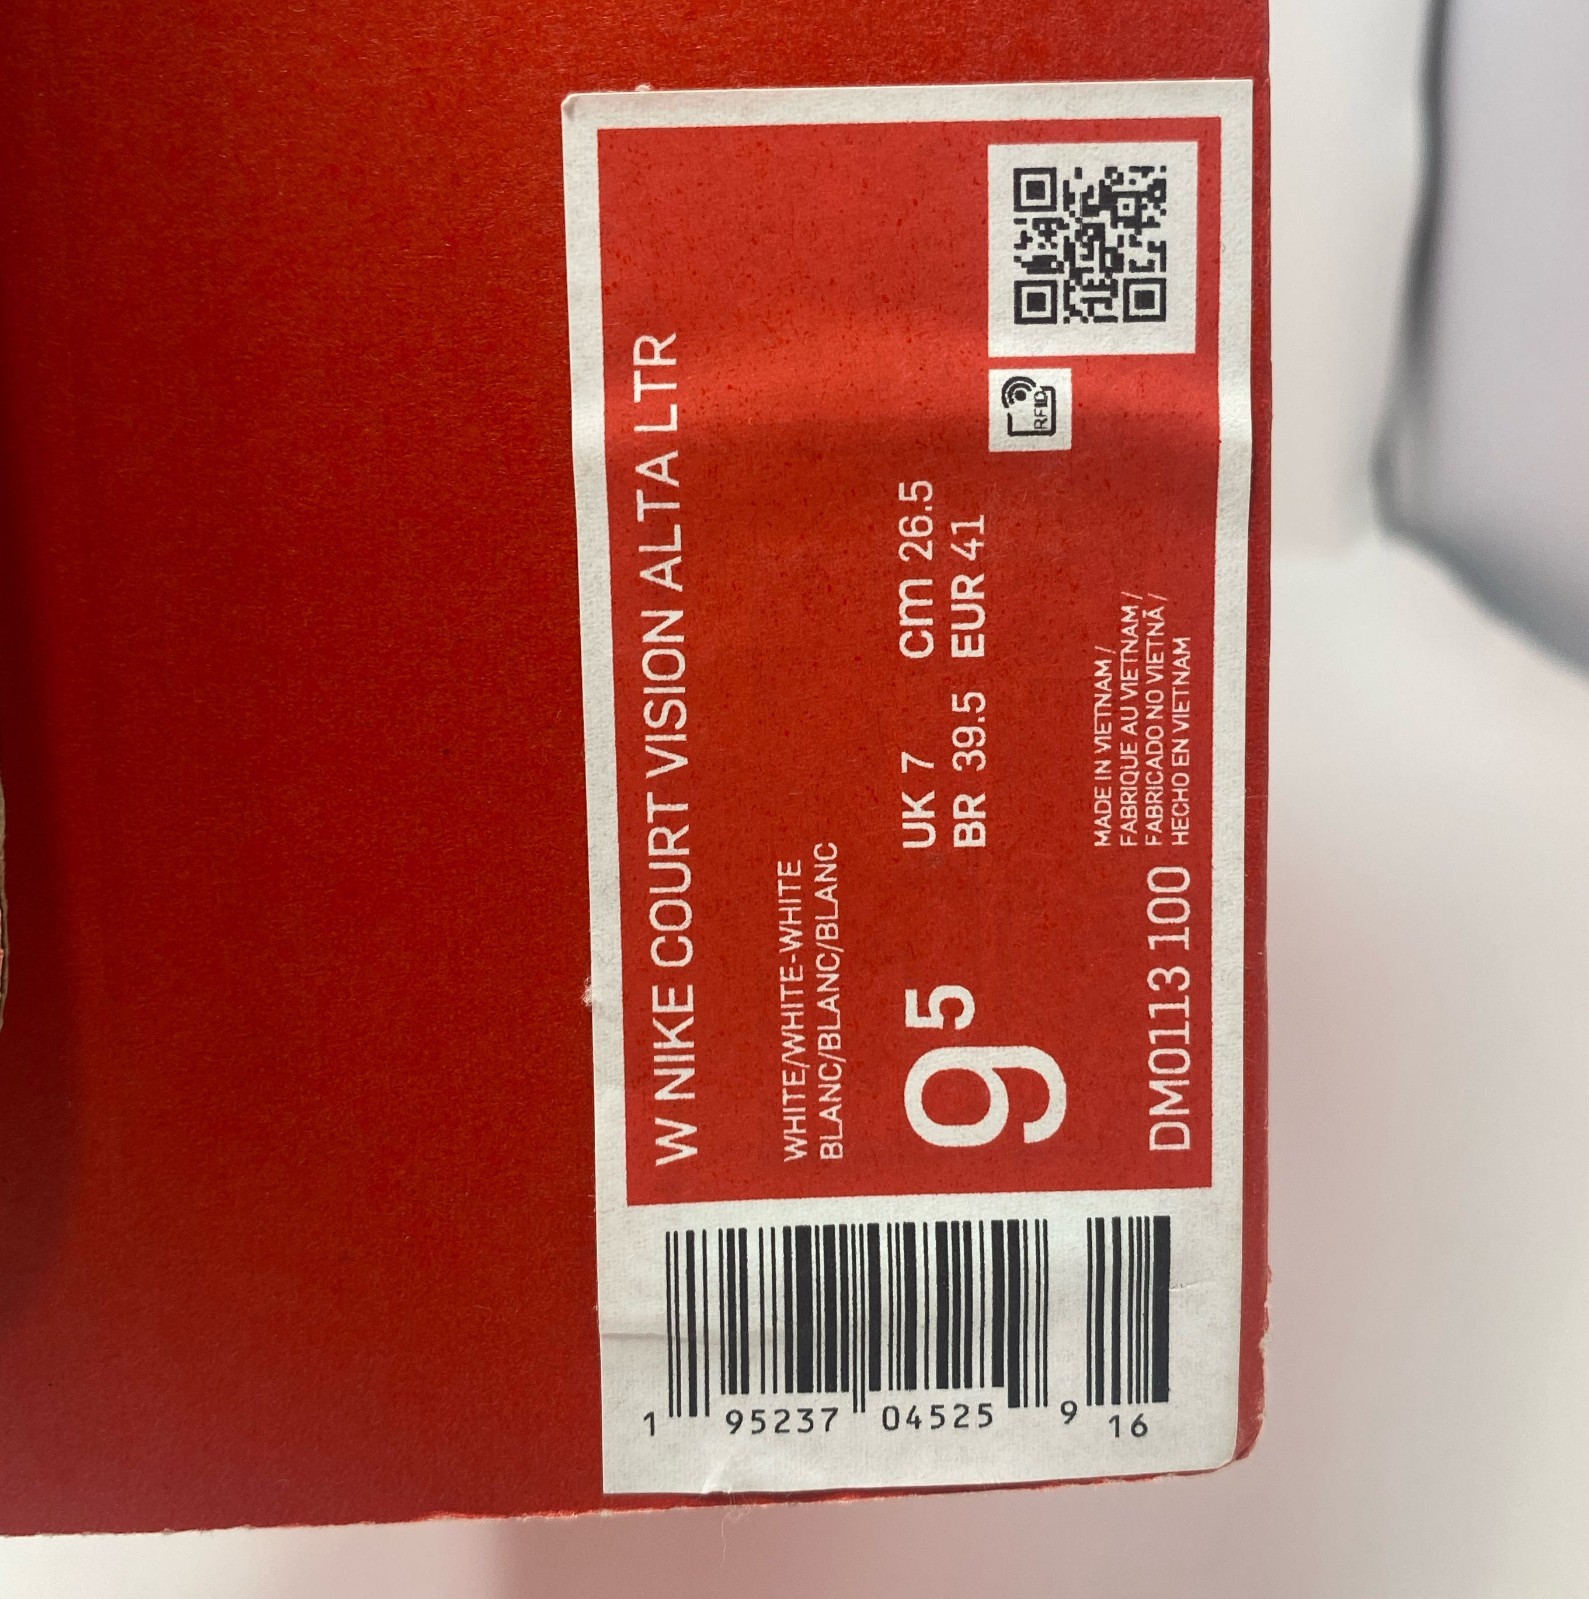 W NIKE COURT VISION ALTA LTR
WHITE/WHITE-WHITE
BLANC/BLANC/BLANC
9 5
UK 7 cm 26.5
BR 39.5 EUR 41
RFID
DM0113 100
MADE IN VIETNAM /
FABRIQUE AU VIETNAM /
FABRICADO NO VIETNÃ /
HECHO EN VIETNAM
1 95237 04525 9 16